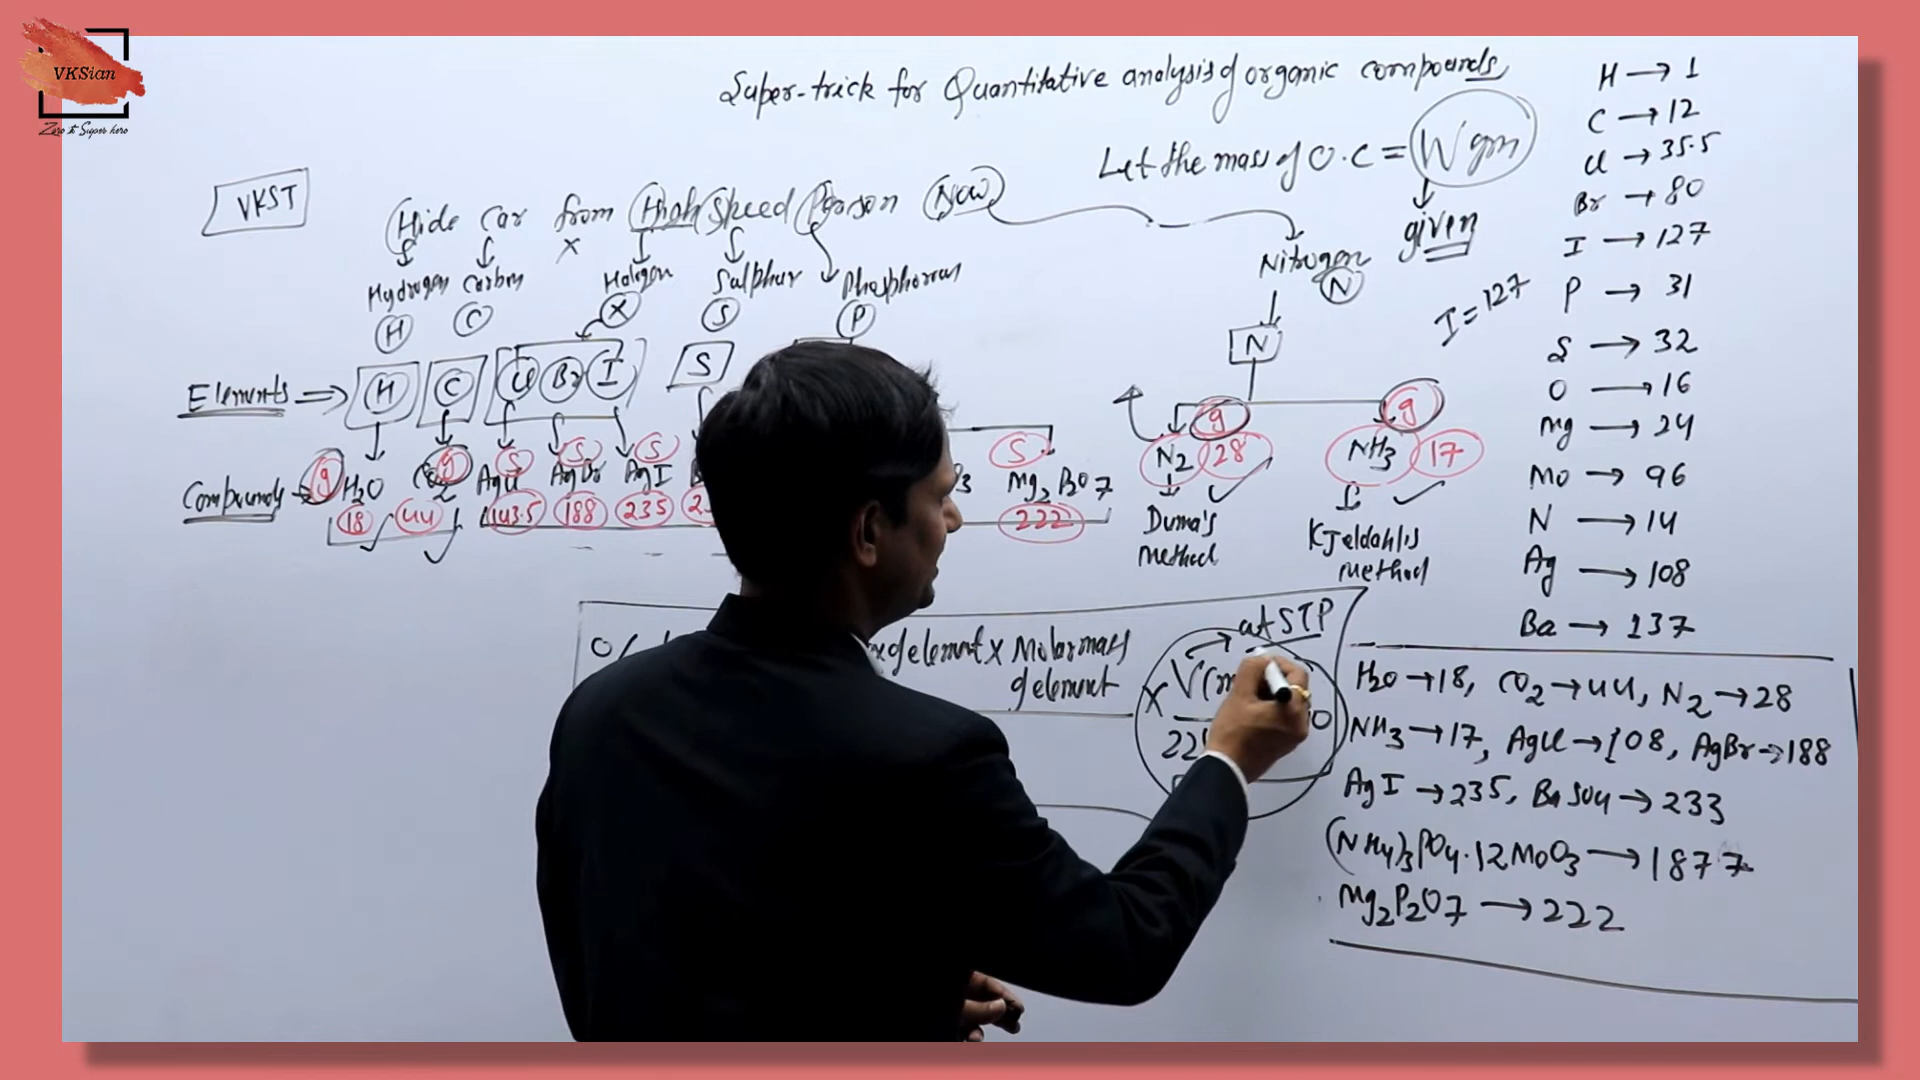 VKSian
Zero to Super hero
Super-trick for Quantitative analysis of organic compounds
Let the mass of O.C = W gm
given
VKST
Hide Car from High Speed Person Now
x
Hydrogen Carbon Halogen Sulphur Phosphorous Nitrogen
H C X S P N
Elements ⇒ H C Cl Br I S N
g g S S S S g g
Compounds → H2O CO2 AgCl AgBr AgI Mg2P2O7 N2 28 NH3 17
18 44 143.5 188 235 222
Duma's method
Kjeldahl's method
I = 127
of element x Molar mass of element
x
at STP
H → 1
C → 12
Cl → 35.5
Br → 80
I → 127
P → 31
S → 32
O → 16
Mg → 24
Mo → 96
N → 14
Ag → 108
Ba → 137
H2O → 18, CO2 → 44, N2 → 28
NH3 → 17, AgCl → 108, AgBr → 188
AgI → 235, BaSO4 → 233
(NH4)3PO4.12MoO3 → 1877
Mg2P2O7 → 222